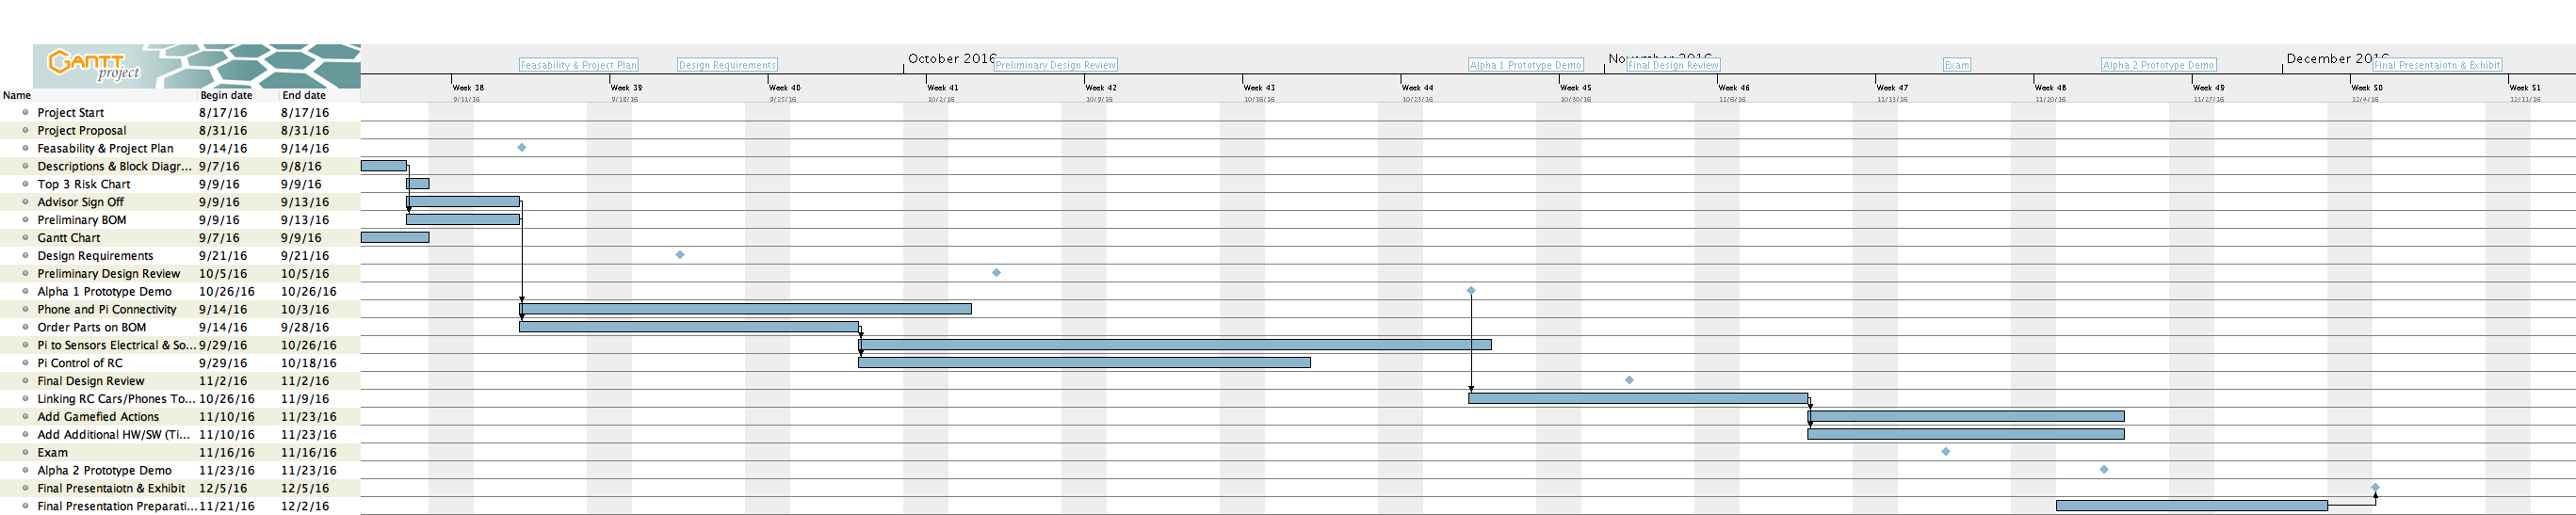 October 2016 November 2016 December 2016
Feasability & Project Plan Design Requirements Preliminary Design Review Alpha 1 Prototype Demo Final Design Review Exam Alpha 2 Prototype Demo Final Presentaiotn & Exhibit
GANTT
project
Week 38 Week 39 Week 40 Week 41 Week 42 Week 43 Week 44 Week 45 Week 46 Week 47 Week 48 Week 49 Week 50 Week 51
Name Begin date End date
9/11/16 9/18/16 9/25/16 10/2/16 10/9/16 10/16/16 10/23/16 10/30/16 11/6/16 11/13/16 11/20/16 11/27/16 12/4/16 12/11/16
Project Start 8/17/16 8/17/16
Project Proposal 8/31/16 8/31/16
Feasability & Project Plan 9/14/16 9/14/16
Descriptions & Block Diagr... 9/7/16 9/8/16
Top 3 Risk Chart 9/9/16 9/9/16
Advisor Sign Off 9/9/16 9/13/16
Preliminary BOM 9/9/16 9/13/16
Gantt Chart 9/7/16 9/9/16
Design Requirements 9/21/16 9/21/16
Preliminary Design Review 10/5/16 10/5/16
Alpha 1 Prototype Demo 10/26/16 10/26/16
Phone and Pi Connectivity 9/14/16 10/3/16
Order Parts on BOM 9/14/16 9/28/16
Pi to Sensors Electrical & So... 9/29/16 10/26/16
Pi Control of RC 9/29/16 10/18/16
Final Design Review 11/2/16 11/2/16
Linking RC Cars/Phones To... 10/26/16 11/9/16
Add Gamefied Actions 11/10/16 11/23/16
Add Additional HW/SW (Ti... 11/10/16 11/23/16
Exam 11/16/16 11/16/16
Alpha 2 Prototype Demo 11/23/16 11/23/16
Final Presentaiotn & Exhibit 12/5/16 12/5/16
Final Presentation Preparati... 11/21/16 12/2/16